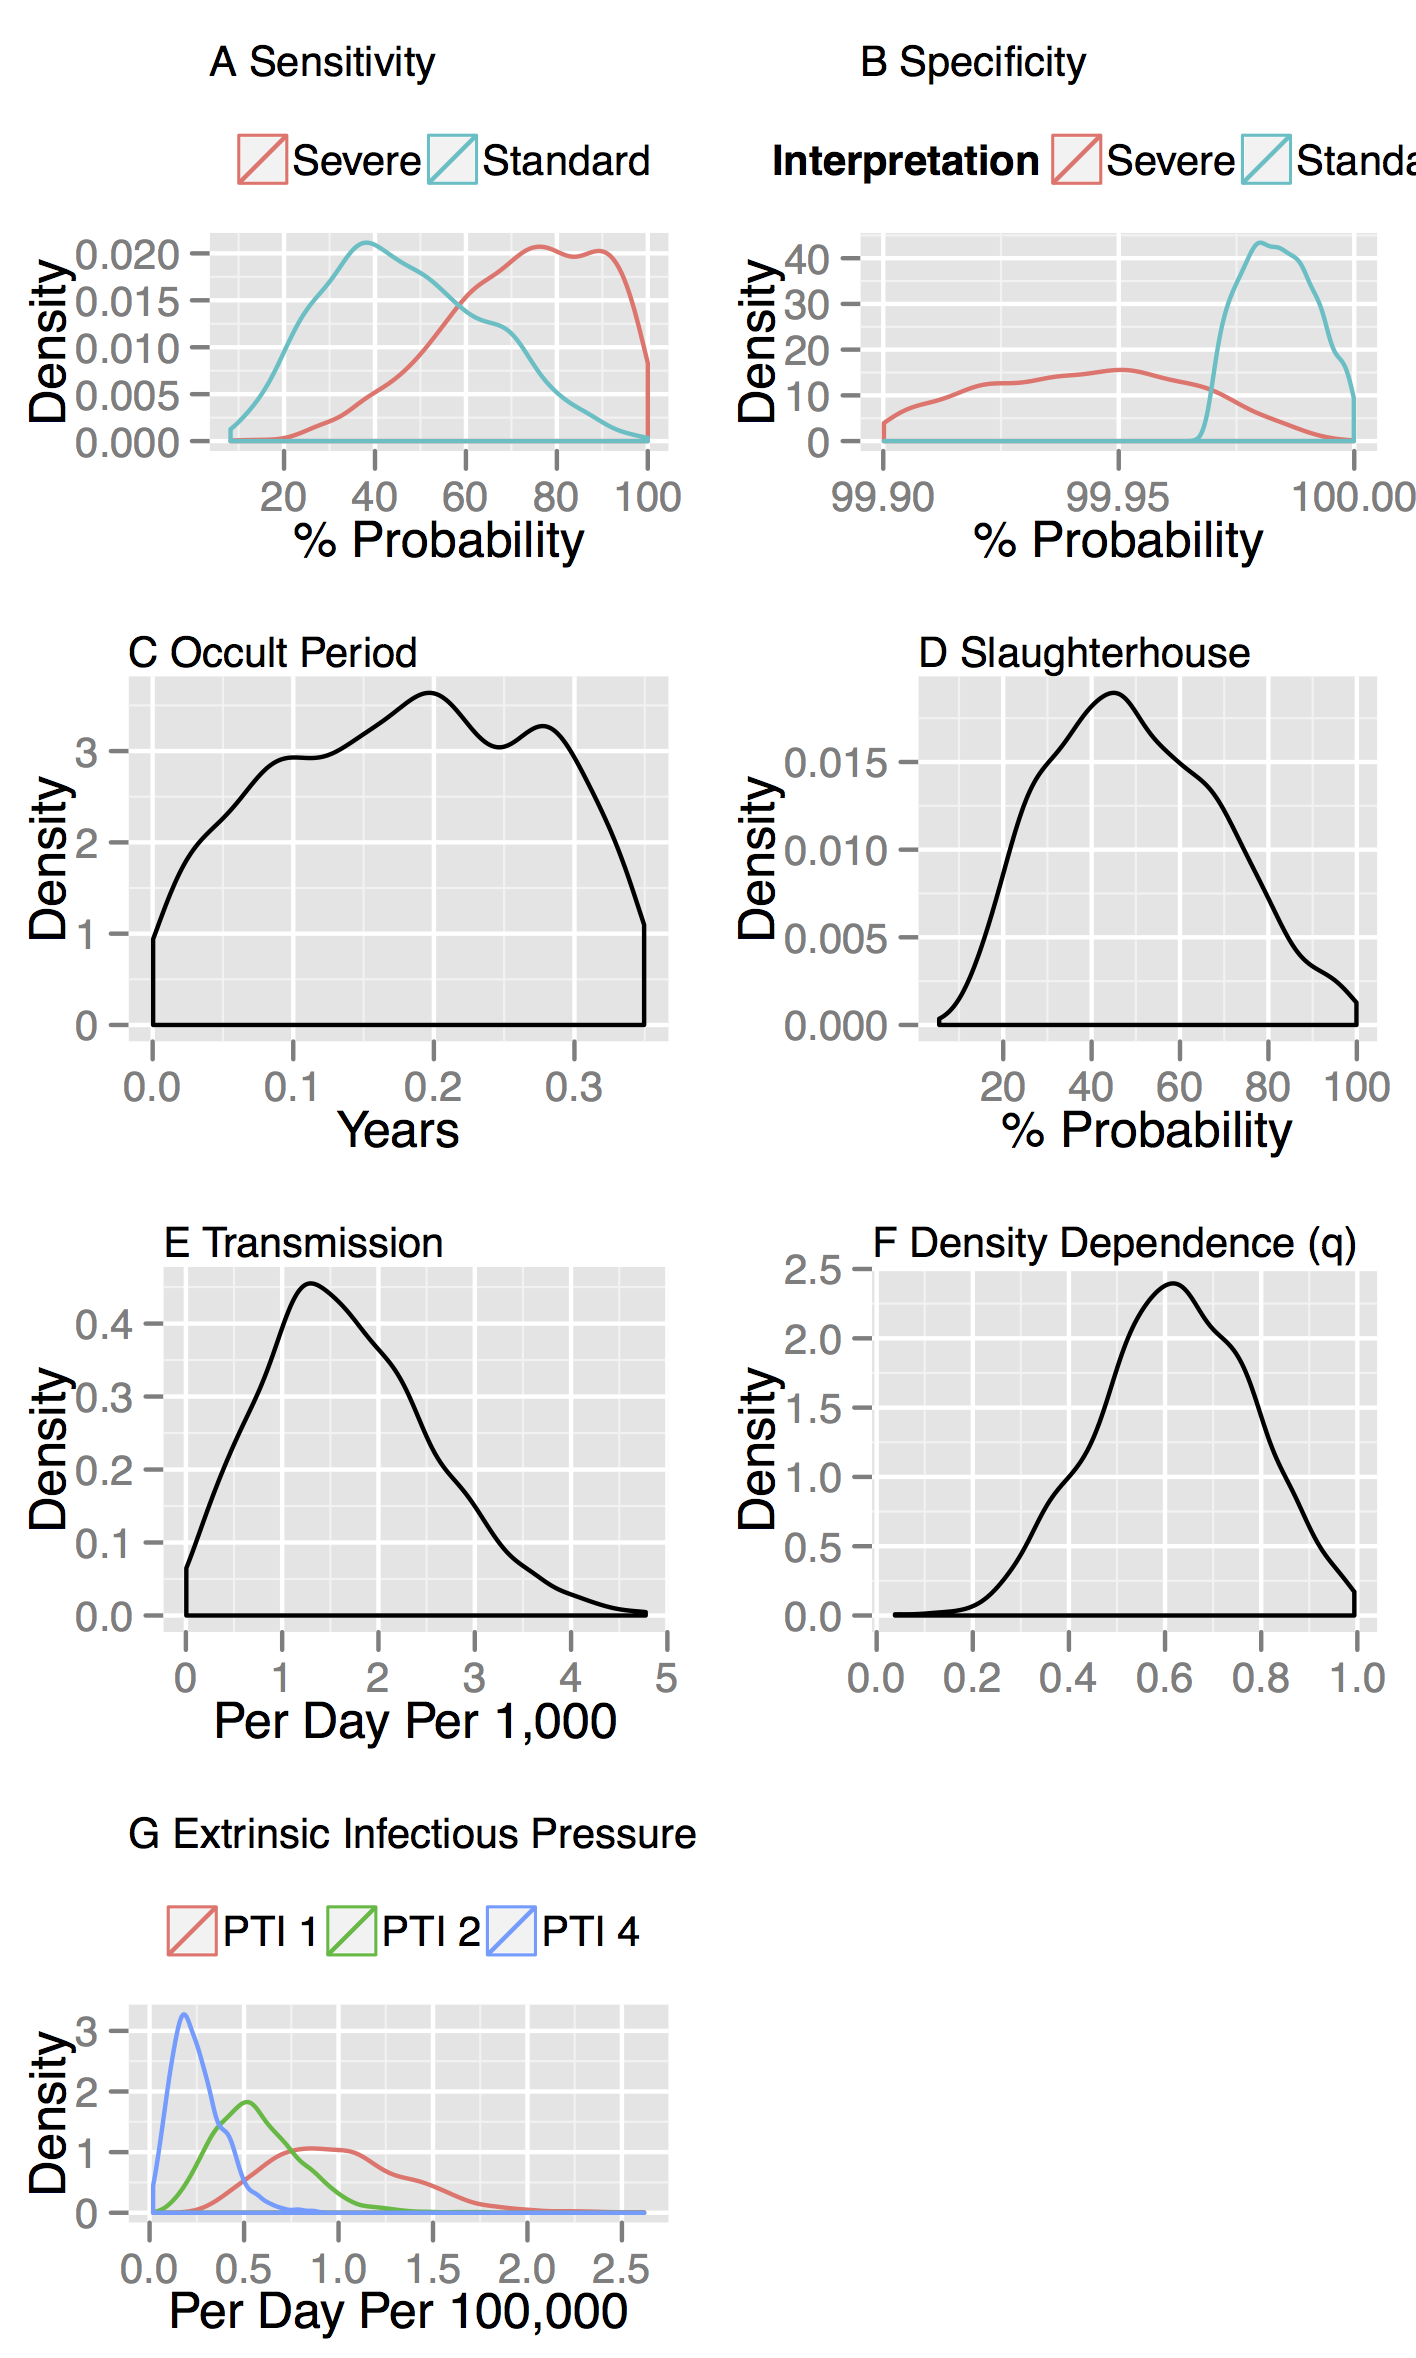 A Sensitivity
Severe Standard
Density
0.020
0.015
0.010
0.005
0.000
20 40 60 80 100
% Probability
B Specificity
Interpretation Severe Standa
Density
40
30
20
10
0
99.90 99.95 100.00
% Probability
C Occult Period
Density
3
2
1
0
0.0 0.1 0.2 0.3
Years
D Slaughterhouse
Density
0.015
0.010
0.005
0.000
20 40 60 80 100
% Probability
E Transmission
Density
0.4
0.3
0.2
0.1
0.0
0 1 2 3 4 5
Per Day Per 1,000
F Density Dependence (q)
Density
2.5
2.0
1.5
1.0
0.5
0.0
0.0 0.2 0.4 0.6 0.8 1.0
G Extrinsic Infectious Pressure
PTI 1 PTI 2 PTI 4
Density
3
2
1
0
0.0 0.5 1.0 1.5 2.0 2.5
Per Day Per 100,000